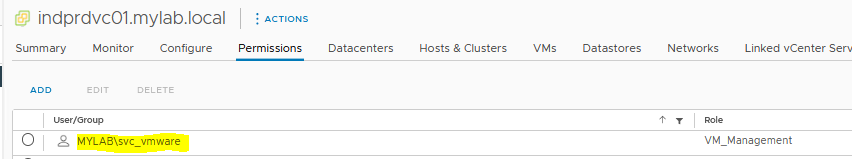 indprdvc01.mylab.local ACTIONS
Summary Monitor Configure Permissions Datacenters Hosts & Clusters VMs Datastores Networks Linked vCenter Serv
ADD EDIT DELETE
User/Group Role
MYLAB\svc_vmware VM_Management